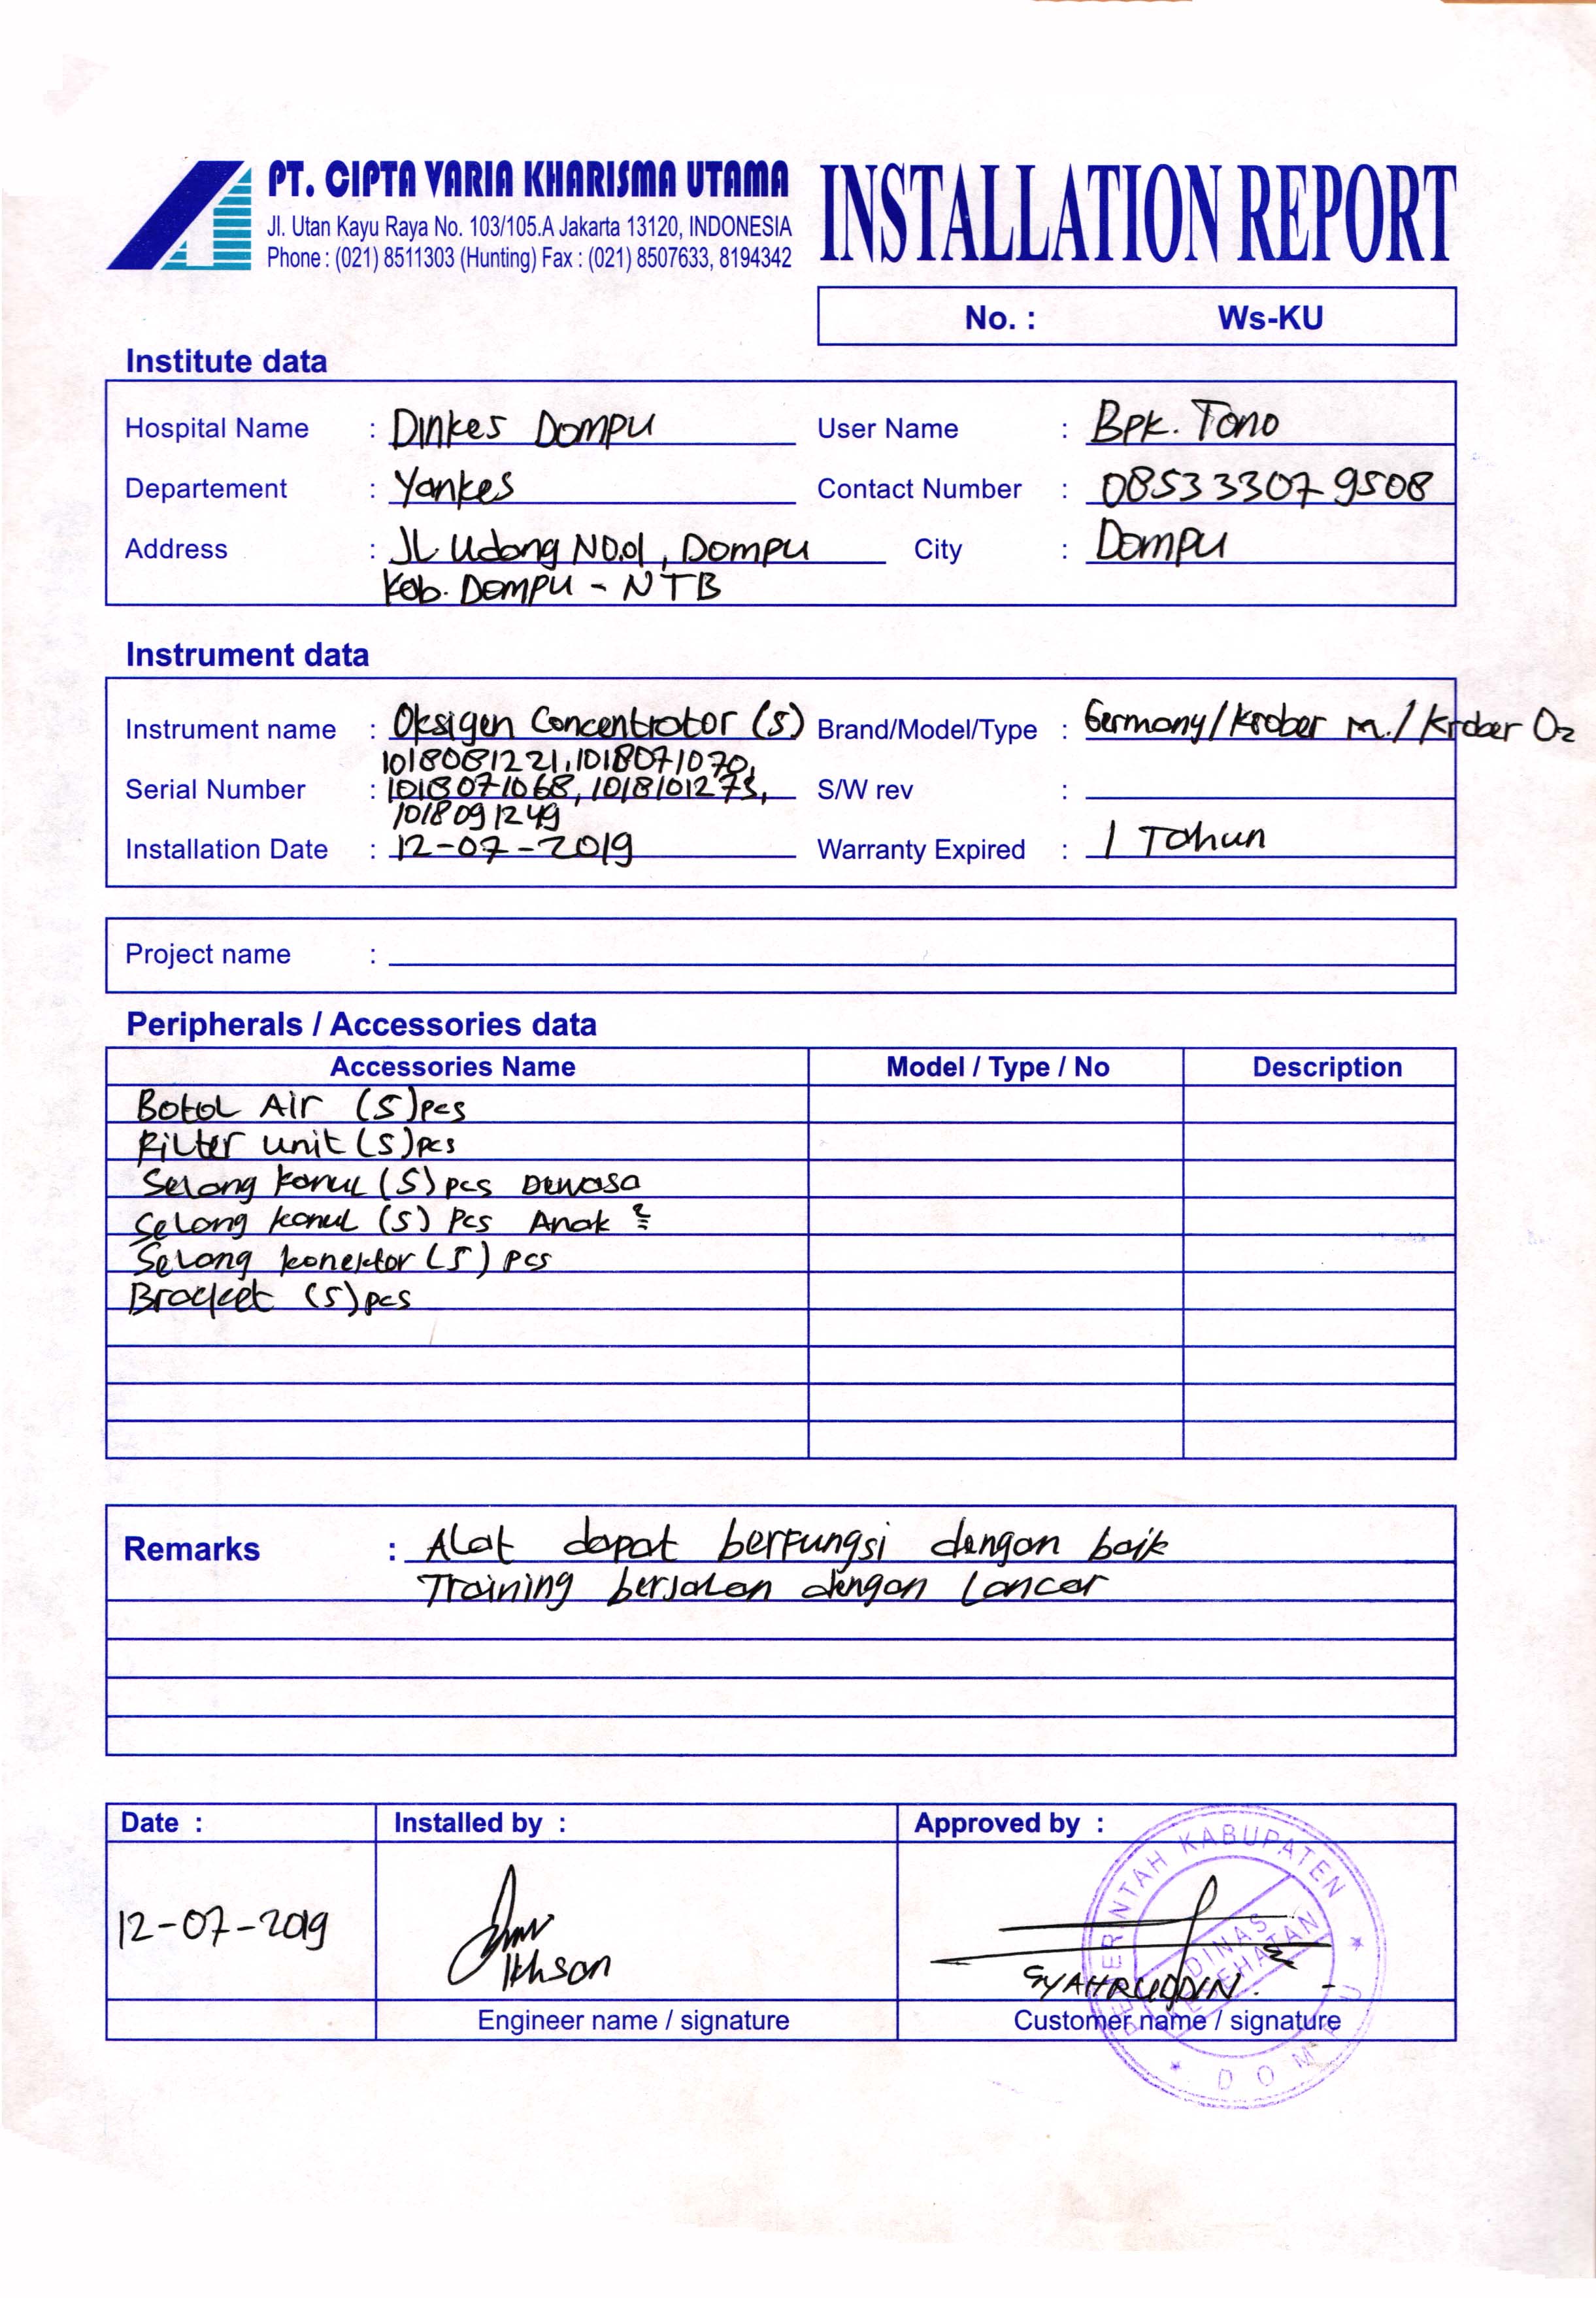 PT. CIPTA VARIA KHARISMA UTAMA
Jl. Utan Kayu Raya No. 103/105.A Jakarta 13120, INDONESIA
Phone : (021) 8511303 (Hunting) Fax : (021) 8507633, 8194342
INSTALLATION REPORT
No. : Ws-KU
Institute data
Hospital Name : Dinkes Dompu User Name : Bpk. Tono
Departement : Yankes Contact Number : 085333079508
Address : JL Udang NO.01, Dompu City : Dompu
Kab. Dompu - NTB
Instrument data
Instrument name : Oksigen Concentrator (5) Brand/Model/Type : Germany/Krober M./Krober O2
1018081221, 1018071070,
Serial Number : 1018071068, 1018101273, S/W rev :
1018091249
Installation Date : 12-07-2019 Warranty Expired : 1 Tahun
Project name :
Peripherals / Accessories data
Accessories Name Model / Type / No Description
Botol Air (5) pcs
Filter unit (5) pcs
Selang kanul (5) pcs Dewasa
Selang kanul (5) Pcs Anak²
Selang konektor (5) pcs
Bracket (5) pcs
Remarks : Alat dapat berfungsi dengan baik
Training berjalan dengan Lancar
Date : Installed by : Approved by :
12-07-2019
Ikhsan
SYAHRUDDIN.
Engineer name / signature Customer name / signature
PEMERINTAH KABUPATEN
DINAS
KESEHATAN
DOMPU